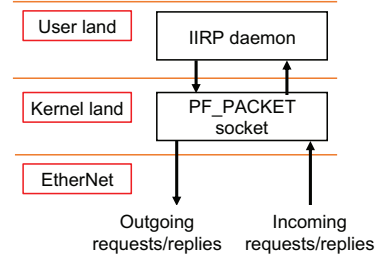 User land
IIRP daemon
Kernel land
PF_PACKET
socket
EtherNet
Outgoing
requests/replies
Incoming
requests/replies